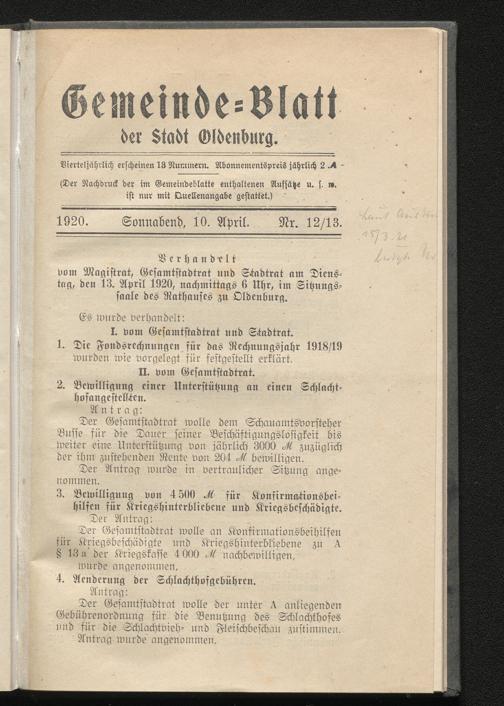 Gemeinde-Blatt
der Stadt Oldenburg.
Vierteljährlich erscheinen 13 Nummern. Abonnementspreis jährlich 2 ℳ
(Der Nachdruck der im Gemeindeblatte enthaltenen Aufsätze u. s. w.
ist nur mit Quellenangabe gestattet.)
1920. Sonnabend, 10. April. Nr. 12/13.
Verhandelt
vom Magistrat, Gesamtstadtrat und Stadtrat am Diens-
tag, den 13. April 1920, nachmittags 6 Uhr, im Sitzungs-
saale des Rathauses zu Oldenburg.
Es wurde verhandelt:
I. vom Gesamtstadtrat und Stadtrat.
1. Die Fondsrechnungen für das Rechnungsjahr 1918/19
wurden wie vorgelegt für festgestellt erklärt.
II. vom Gesamtstadtrat.
2. Bewilligung einer Unterstützung an einen Schlacht-
hofangestellten.
Antrag:
Der Gesamtstadtrat wolle dem Schauamtsvorsteher
Busse für die Dauer seiner Beschäftigungslosigkeit bis
weiter eine Unterstützung von jährlich 3000 ℳ zuzüglich
der ihm zustehenden Rente von 204 ℳ bewilligen.
Der Antrag wurde in vertraulicher Sitzung ange-
nommen.
3. Bewilligung von 4500 ℳ für Konfirmationsbei-
hilfen für Kriegshinterbliebene und Kriegsbeschädigte.
Der Antrag:
Der Gesamtstadtrat wolle an Konfirmationsbeihilfen
für Kriegsbeschädigte und Kriegshinterbliebene zu A
§ 13a der Kriegskasse 4000 ℳ nachbewilligen,
wurde angenommen.
4. Aenderung der Schlachthofgebühren.
Antrag:
Der Gesamtstadtrat wolle der unter A anliegenden
Gebührenordnung für die Benutzung des Schlachthofes
und für die Schlachtvieh- und Fleischbeschau zustimmen.
Antrag wurde angenommen.